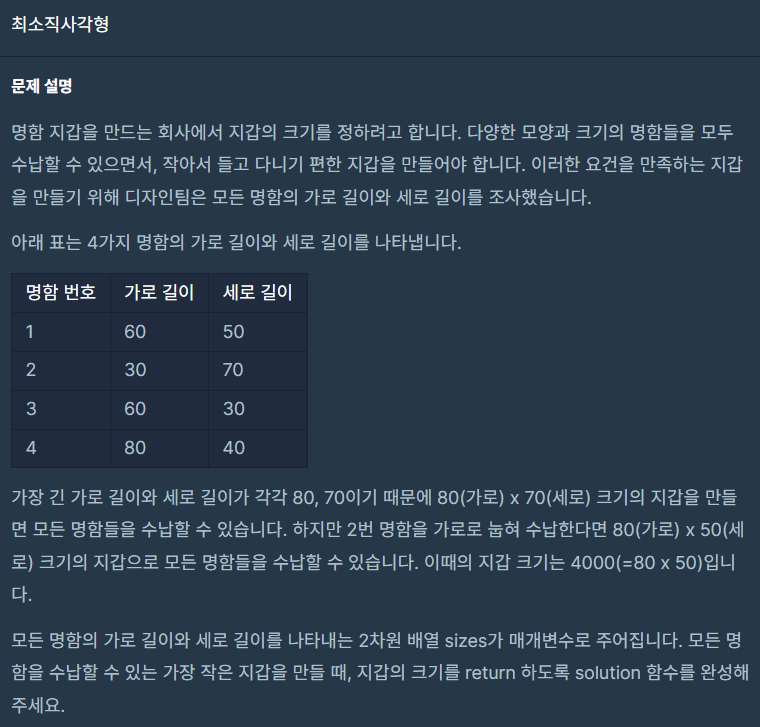 최소직사각형
문제 설명
명함 지갑을 만드는 회사에서 지갑의 크기를 정하려고 합니다. 다양한 모양과 크기의 명함들을 모두
수납할 수 있으면서, 작아서 들고 다니기 편한 지갑을 만들어야 합니다. 이러한 요건을 만족하는 지갑
을 만들기 위해 디자인팀은 모든 명함의 가로 길이와 세로 길이를 조사했습니다.
아래 표는 4가지 명함의 가로 길이와 세로 길이를 나타냅니다.
명함 번호 가로 길이 세로 길이
1 60 50
2 30 70
3 60 30
4 80 40
가장 긴 가로 길이와 세로 길이가 각각 80, 70이기 때문에 80(가로) x 70(세로) 크기의 지갑을 만들
면 모든 명함들을 수납할 수 있습니다. 하지만 2번 명함을 가로로 눕혀 수납한다면 80(가로) x 50(세
로) 크기의 지갑으로 모든 명함들을 수납할 수 있습니다. 이때의 지갑 크기는 4000(=80 x 50)입니
다.
모든 명함의 가로 길이와 세로 길이를 나타내는 2차원 배열 sizes가 매개변수로 주어집니다. 모든 명
함을 수납할 수 있는 가장 작은 지갑을 만들 때, 지갑의 크기를 return 하도록 solution 함수를 완성해
주세요.